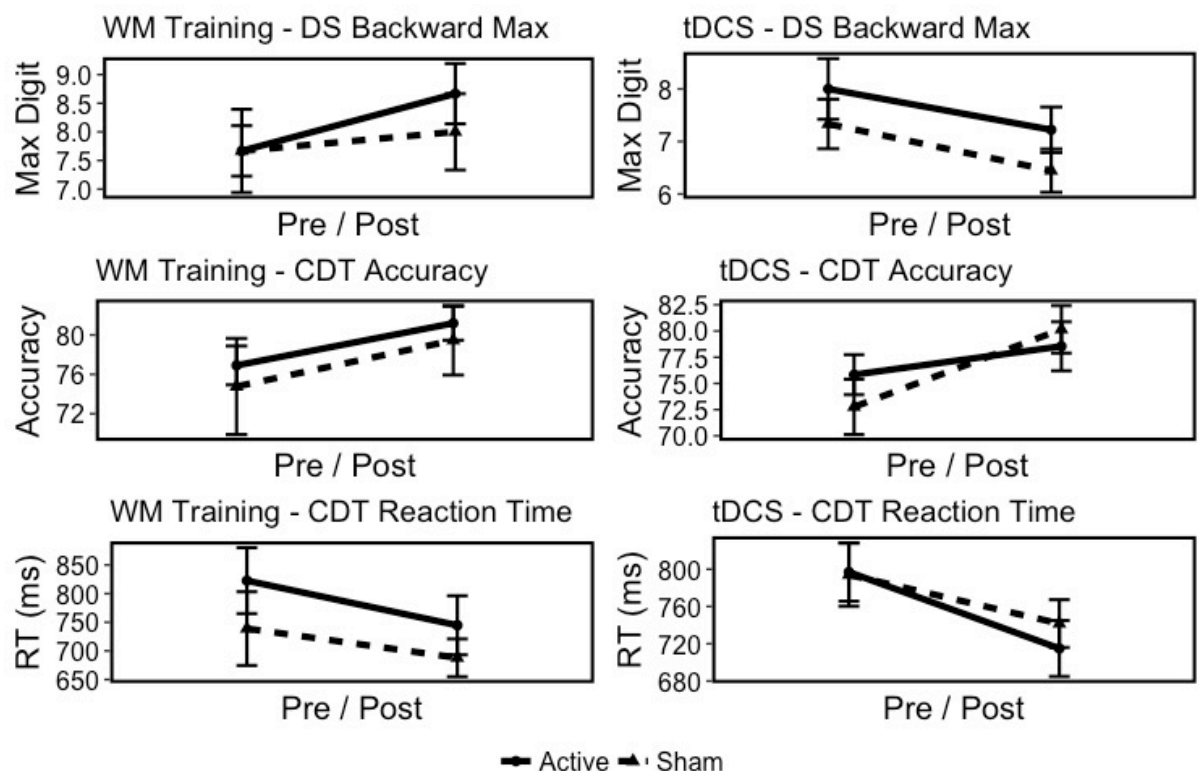 WM Training - DS Backward Max
Max Digit
9.0
8.5
8.0
7.5
7.0
Pre / Post
tDCS - DS Backward Max
Max Digit
8
7
6
Pre / Post
WM Training - CDT Accuracy
Accuracy
80
76
72
Pre / Post
tDCS - CDT Accuracy
Accuracy
82.5
80.0
77.5
75.0
72.5
70.0
Pre / Post
WM Training - CDT Reaction Time
RT (ms)
850
800
750
700
650
Pre / Post
tDCS - CDT Reaction Time
RT (ms)
800
760
720
680
Pre / Post
Active Sham